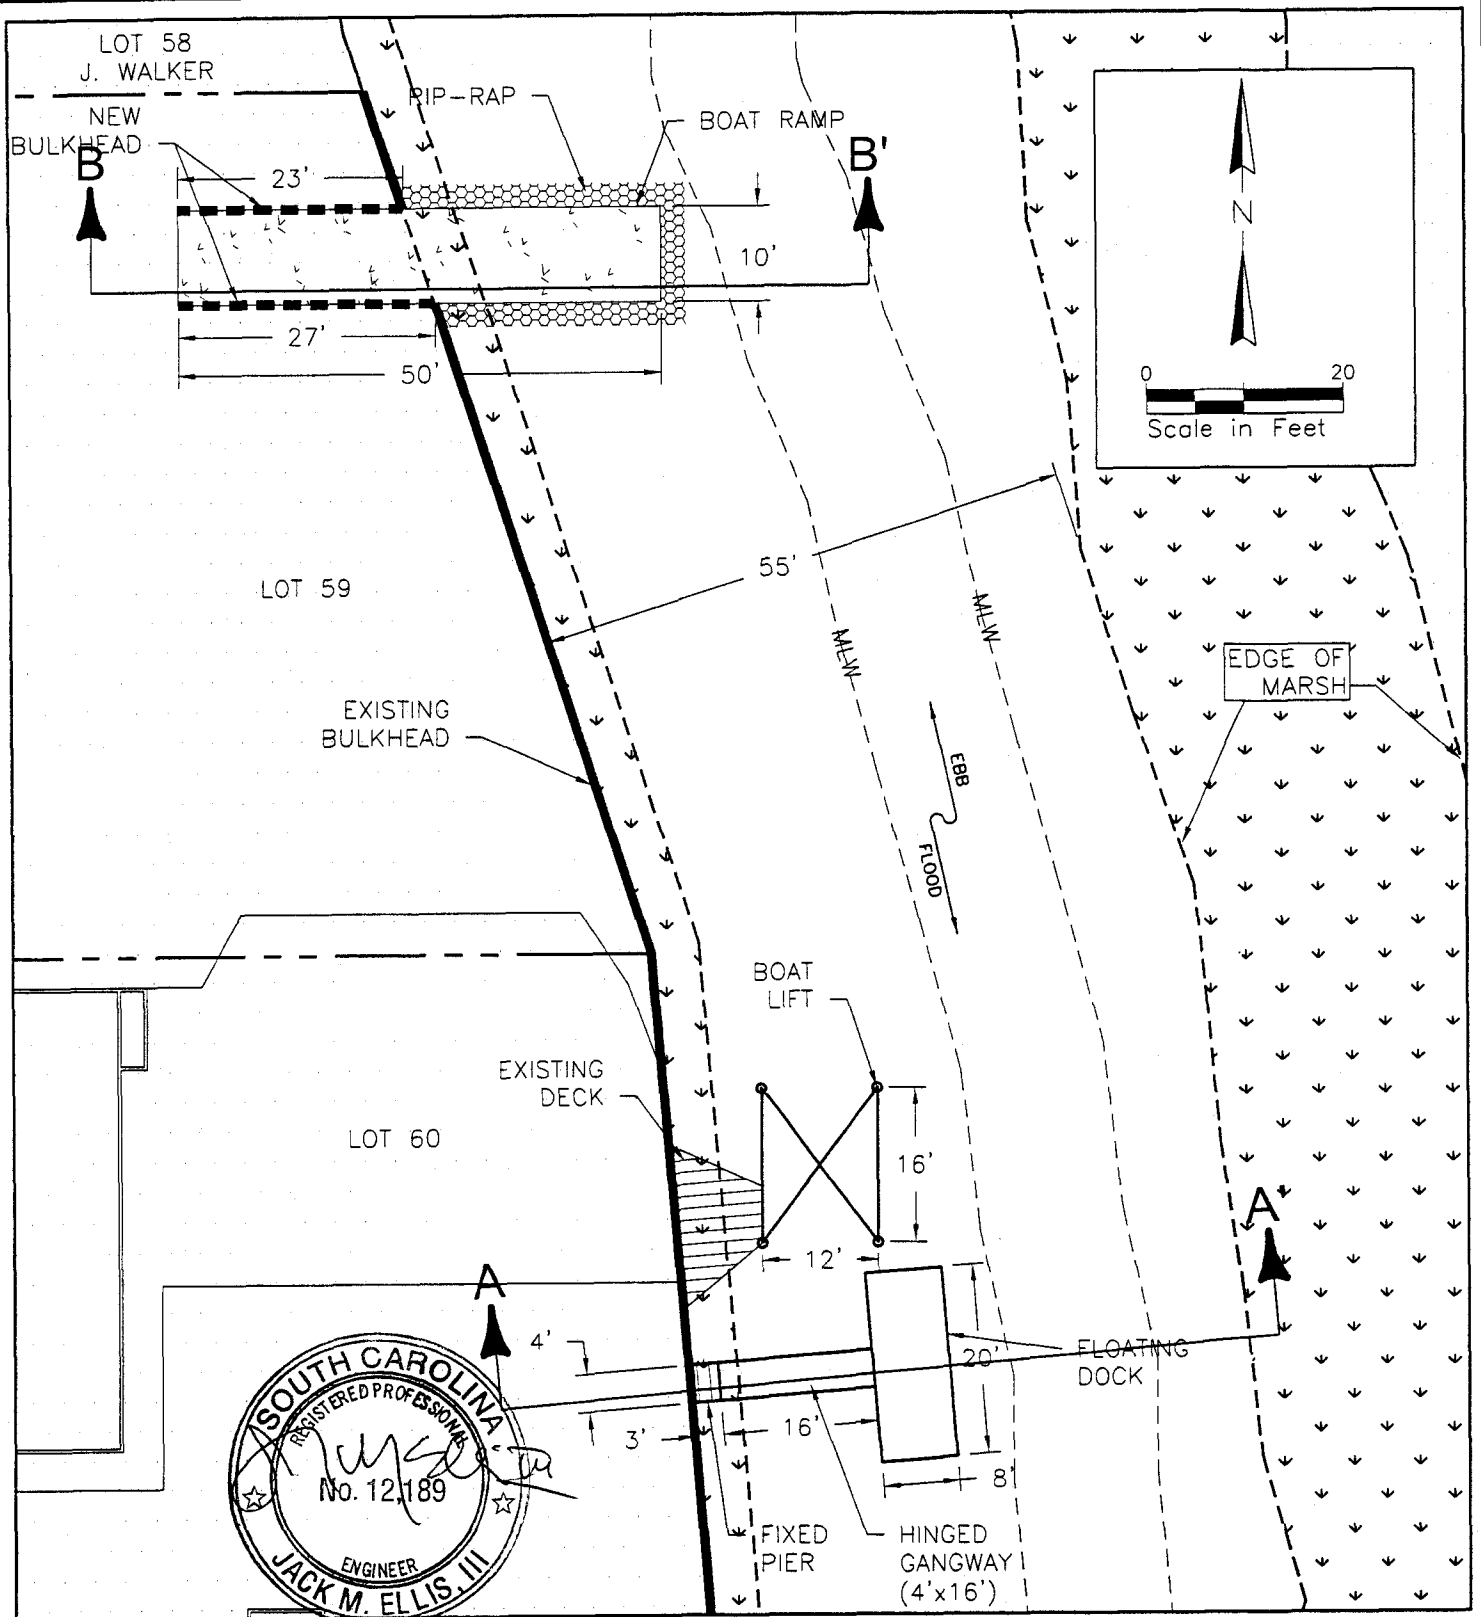 LOT 58
J. WALKER
NEW
BULKHEAD
B
23'
RIP-RAP
BOAT RAMP
B'
10'
27'
50'
N
0 20
Scale in Feet
LOT 59
55'
MLW
MLW
EDGE OF
MARSH
EXISTING
BULKHEAD
EBB
FLOOD
BOAT
LIFT
EXISTING
DECK
LOT 60
16'
12'
A
A
4'
20'
FLOATING
DOCK
3'
16'
8'
FIXED
PIER
HINGED
GANGWAY
(4'x16')
SOUTH CAROLINA
REGISTERED PROFESSIONAL
No. 12,189
ENGINEER
JACK M. ELLIS, III